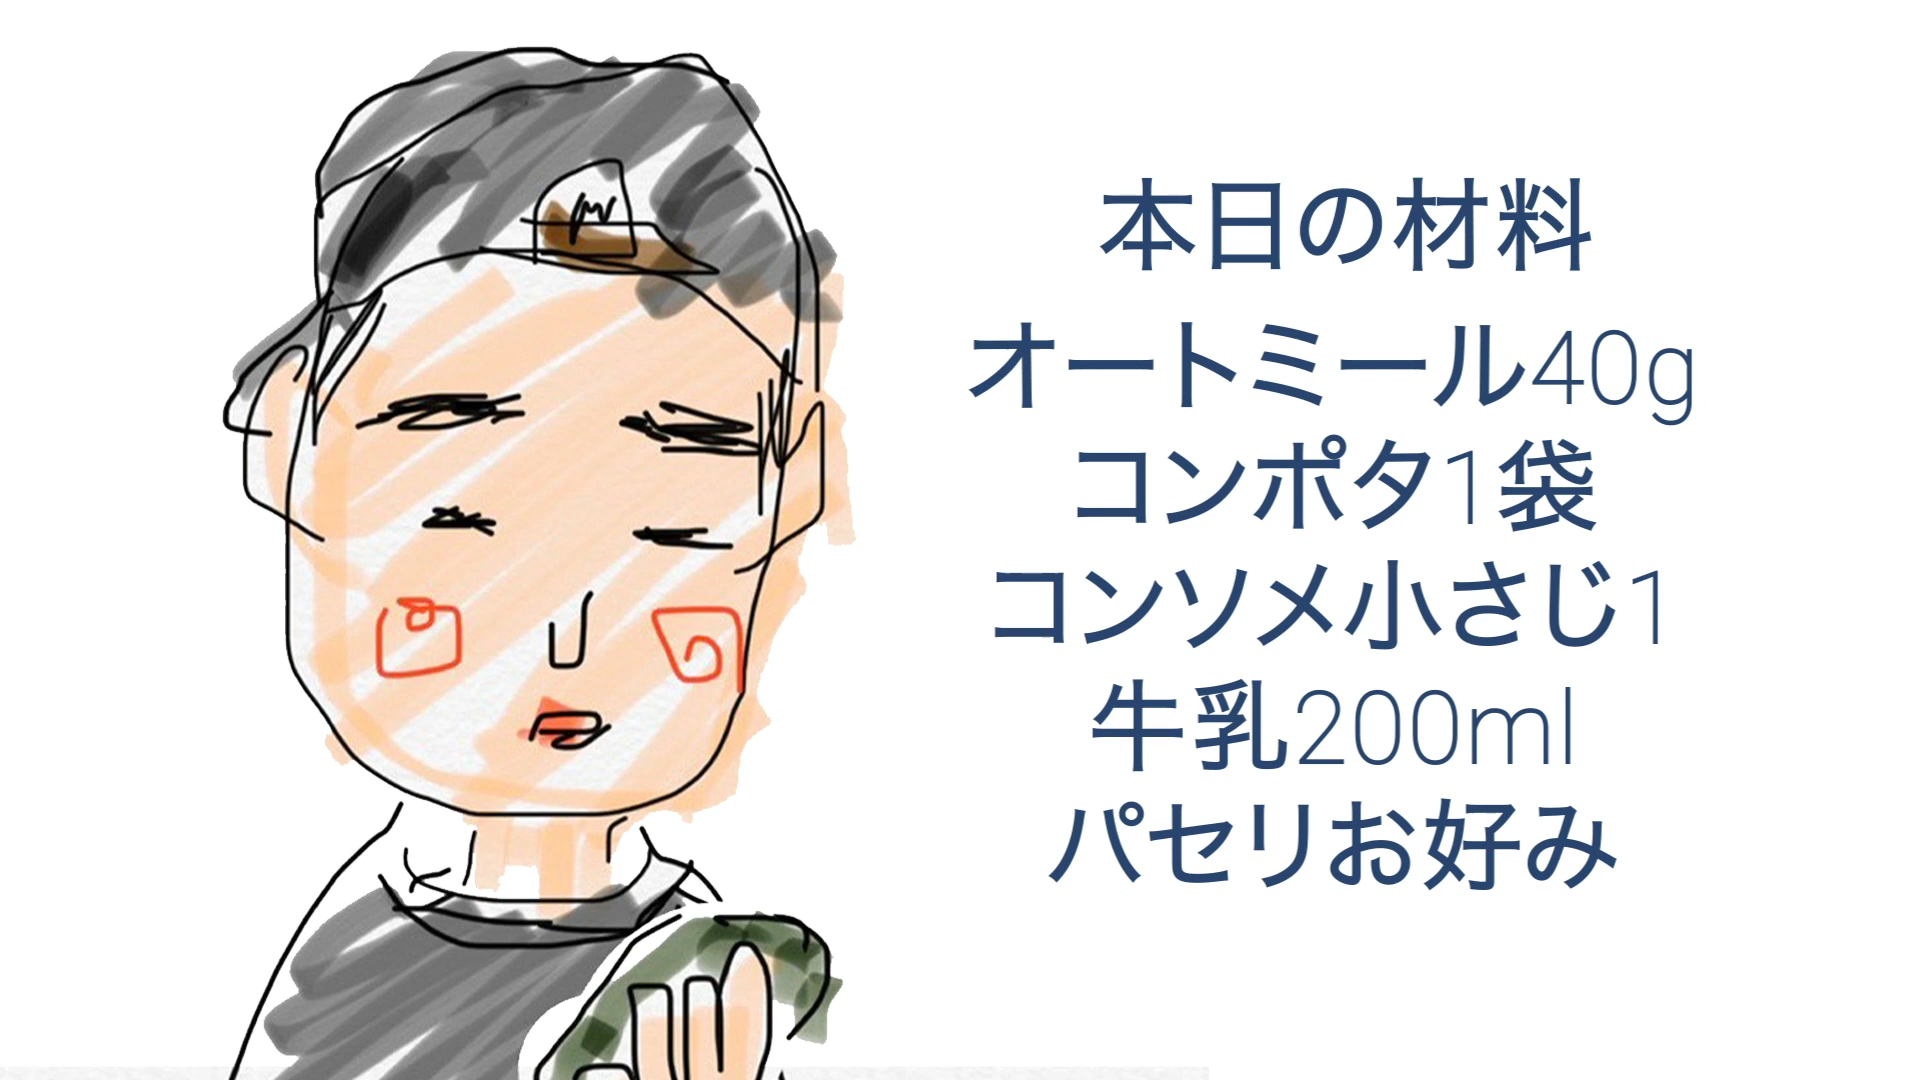 本日の材料
オートミール40g
コンポタ1袋
コンソメ小さじ1
牛乳200ml
パセリお好み